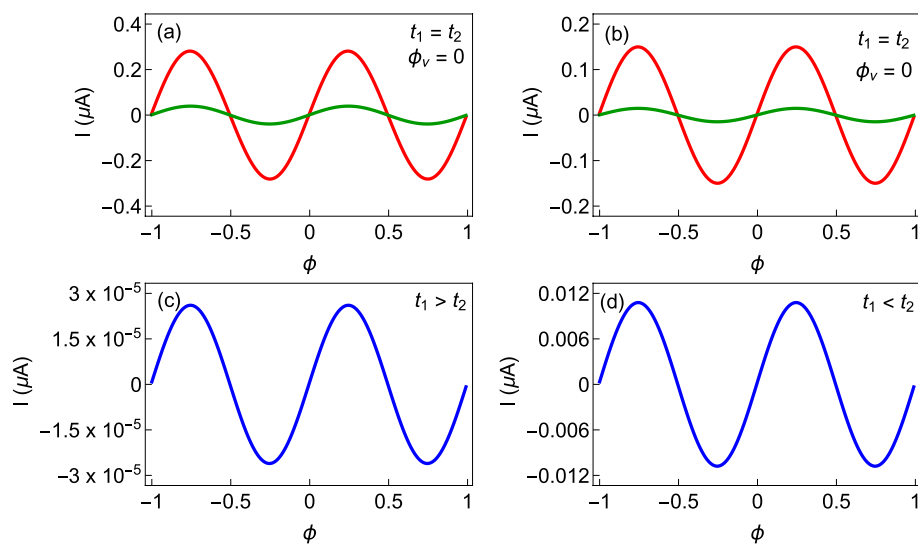 (a)
t₁ = t₂
ϕᵥ = 0
0.4
0.2
0
−0.2
−0.4
I (μA)
−1 −0.5 0 0.5 1
ϕ
(b)
t₁ = t₂
ϕᵥ = 0
0.2
0.1
0
−0.1
−0.2
I (μA)
−1 −0.5 0 0.5 1
ϕ
(c)
t₁ > t₂
3 x 10⁻⁵
1.5 x 10⁻⁵
0
−1.5 x 10⁻⁵
−3 x 10⁻⁵
I (μA)
−1 −0.5 0 0.5 1
ϕ
(d)
t₁ < t₂
0.012
0.006
0
−0.006
−0.012
I (μA)
−1 −0.5 0 0.5 1
ϕ